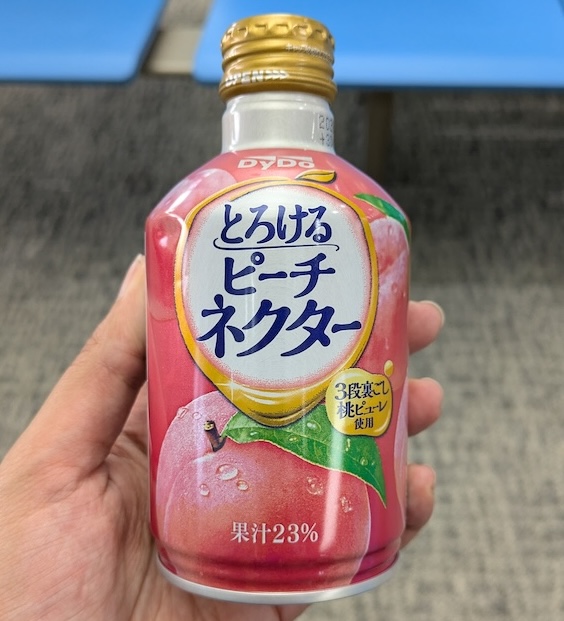 OPEN>>>
DyDo
とろける
ピーチ
ネクター
3段裏ごし
桃ピューレ
使用
果汁23%